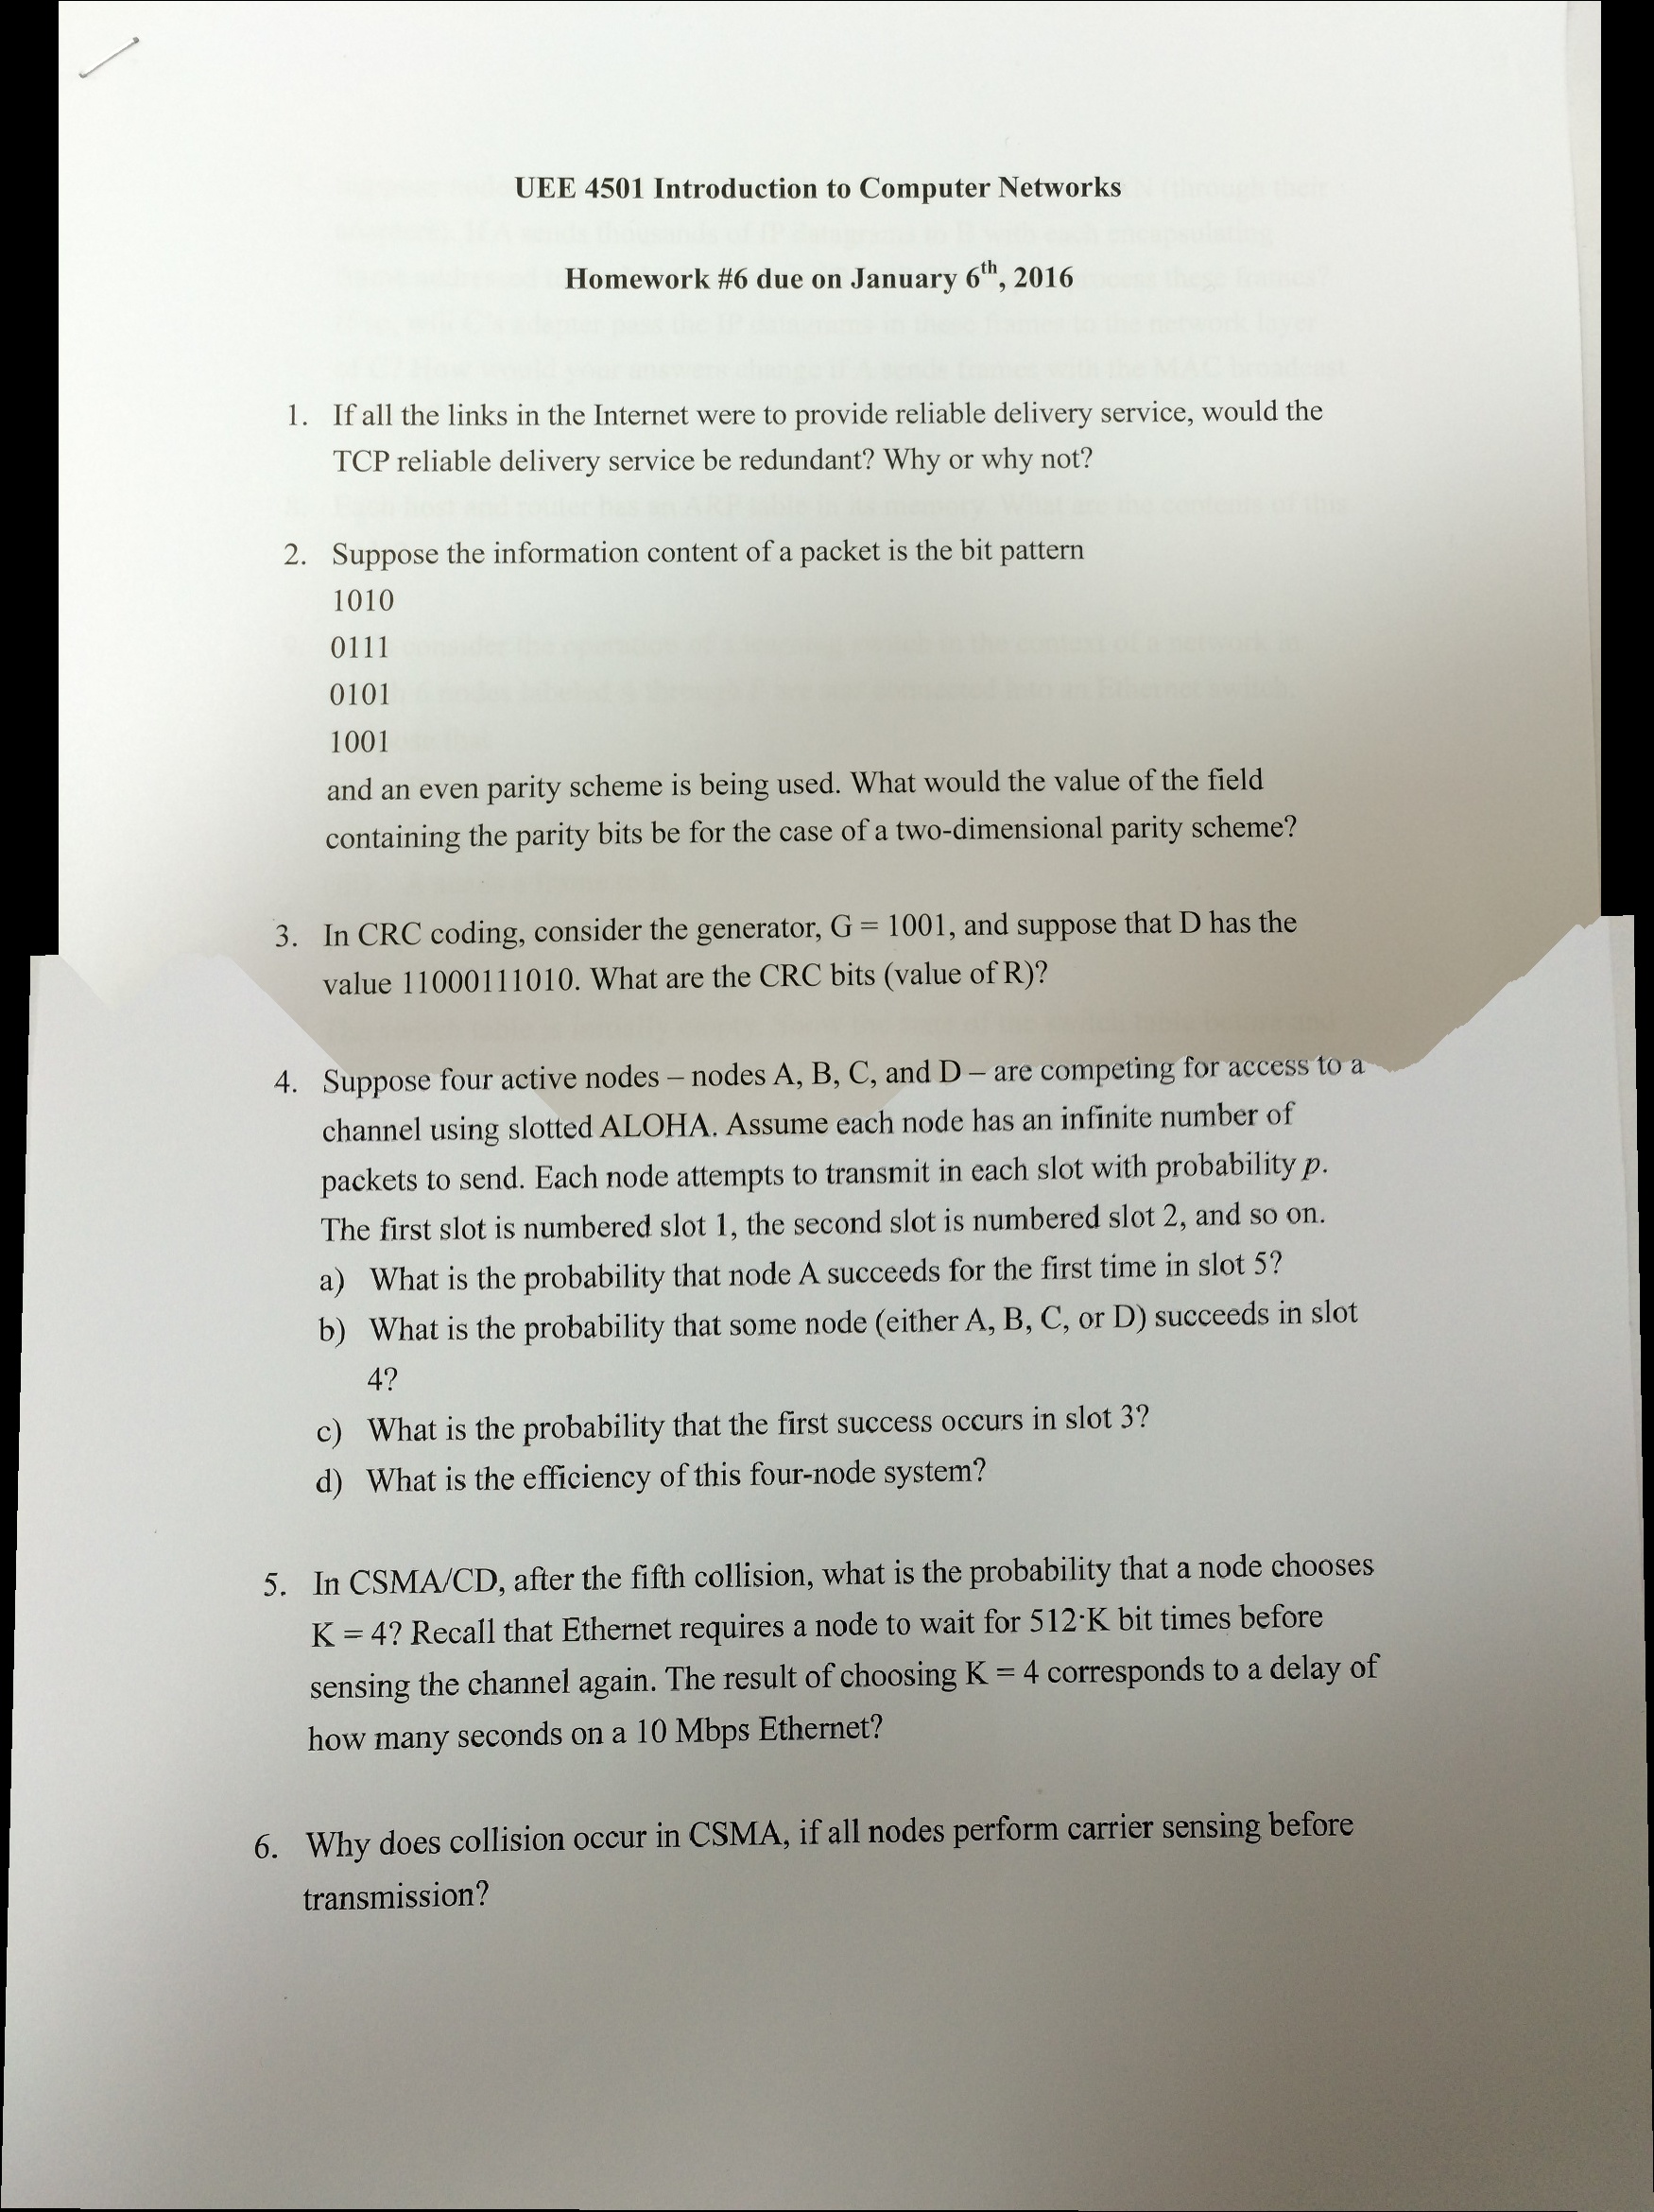 UEE 4501 Introduction to Computer Networks
Homework #6 due on January 6th, 2016
1. If all the links in the Internet were to provide reliable delivery service, would the
TCP reliable delivery service be redundant? Why or why not?
2. Suppose the information content of a packet is the bit pattern
1010
0111
0101
1001
and an even parity scheme is being used. What would the value of the field
containing the parity bits be for the case of a two-dimensional parity scheme?
3. In CRC coding, consider the generator, G = 1001, and suppose that D has the
value 11000111010. What are the CRC bits (value of R)?
4. Suppose four active nodes – nodes A, B, C, and D – are competing for access to a
channel using slotted ALOHA. Assume each node has an infinite number of
packets to send. Each node attempts to transmit in each slot with probability p.
The first slot is numbered slot 1, the second slot is numbered slot 2, and so on.
a) What is the probability that node A succeeds for the first time in slot 5?
b) What is the probability that some node (either A, B, C, or D) succeeds in slot
4?
c) What is the probability that the first success occurs in slot 3?
d) What is the efficiency of this four-node system?
5. In CSMA/CD, after the fifth collision, what is the probability that a node chooses
K = 4? Recall that Ethernet requires a node to wait for 512·K bit times before
sensing the channel again. The result of choosing K = 4 corresponds to a delay of
how many seconds on a 10 Mbps Ethernet?
6. Why does collision occur in CSMA, if all nodes perform carrier sensing before
transmission?